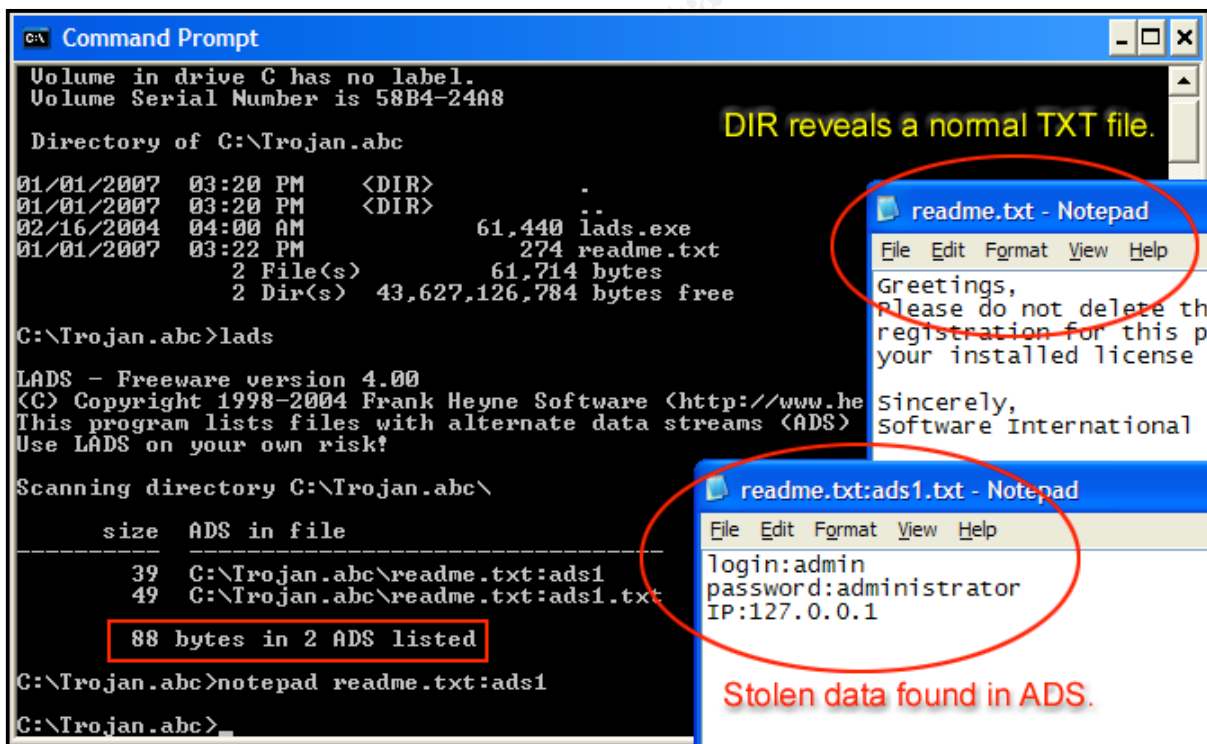 Command Prompt
Volume in drive C has no label.
Volume Serial Number is 58B4-24A8
Directory of C:\Trojan.abc
01/01/2007 03:20 PM <DIR> .
01/01/2007 03:20 PM <DIR> ..
02/16/2004 04:00 AM 61,440 lads.exe
01/01/2007 03:22 PM 274 readme.txt
2 File(s) 61,714 bytes
2 Dir(s) 43,627,126,784 bytes free
C:\Trojan.abc>lads
LADS - Freeware version 4.00
(C) Copyright 1998-2004 Frank Heyne Software (http://www.he
This program lists files with alternate data streams (ADS)
Use LADS on your own risk!
Scanning directory C:\Trojan.abc\
size ADS in file
39 C:\Trojan.abc\readme.txt:ads1
49 C:\Trojan.abc\readme.txt:ads1.txt
88 bytes in 2 ADS listed
C:\Trojan.abc>notepad readme.txt:ads1
C:\Trojan.abc>_
DIR reveals a normal TXT file.
readme.txt - Notepad
File Edit Format View Help
Greetings,
Please do not delete th
registration for this p
your installed license
Sincerely,
Software International
readme.txt:ads1.txt - Notepad
File Edit Format View Help
login:admin
password:administrator
IP:127.0.0.1
Stolen data found in ADS.